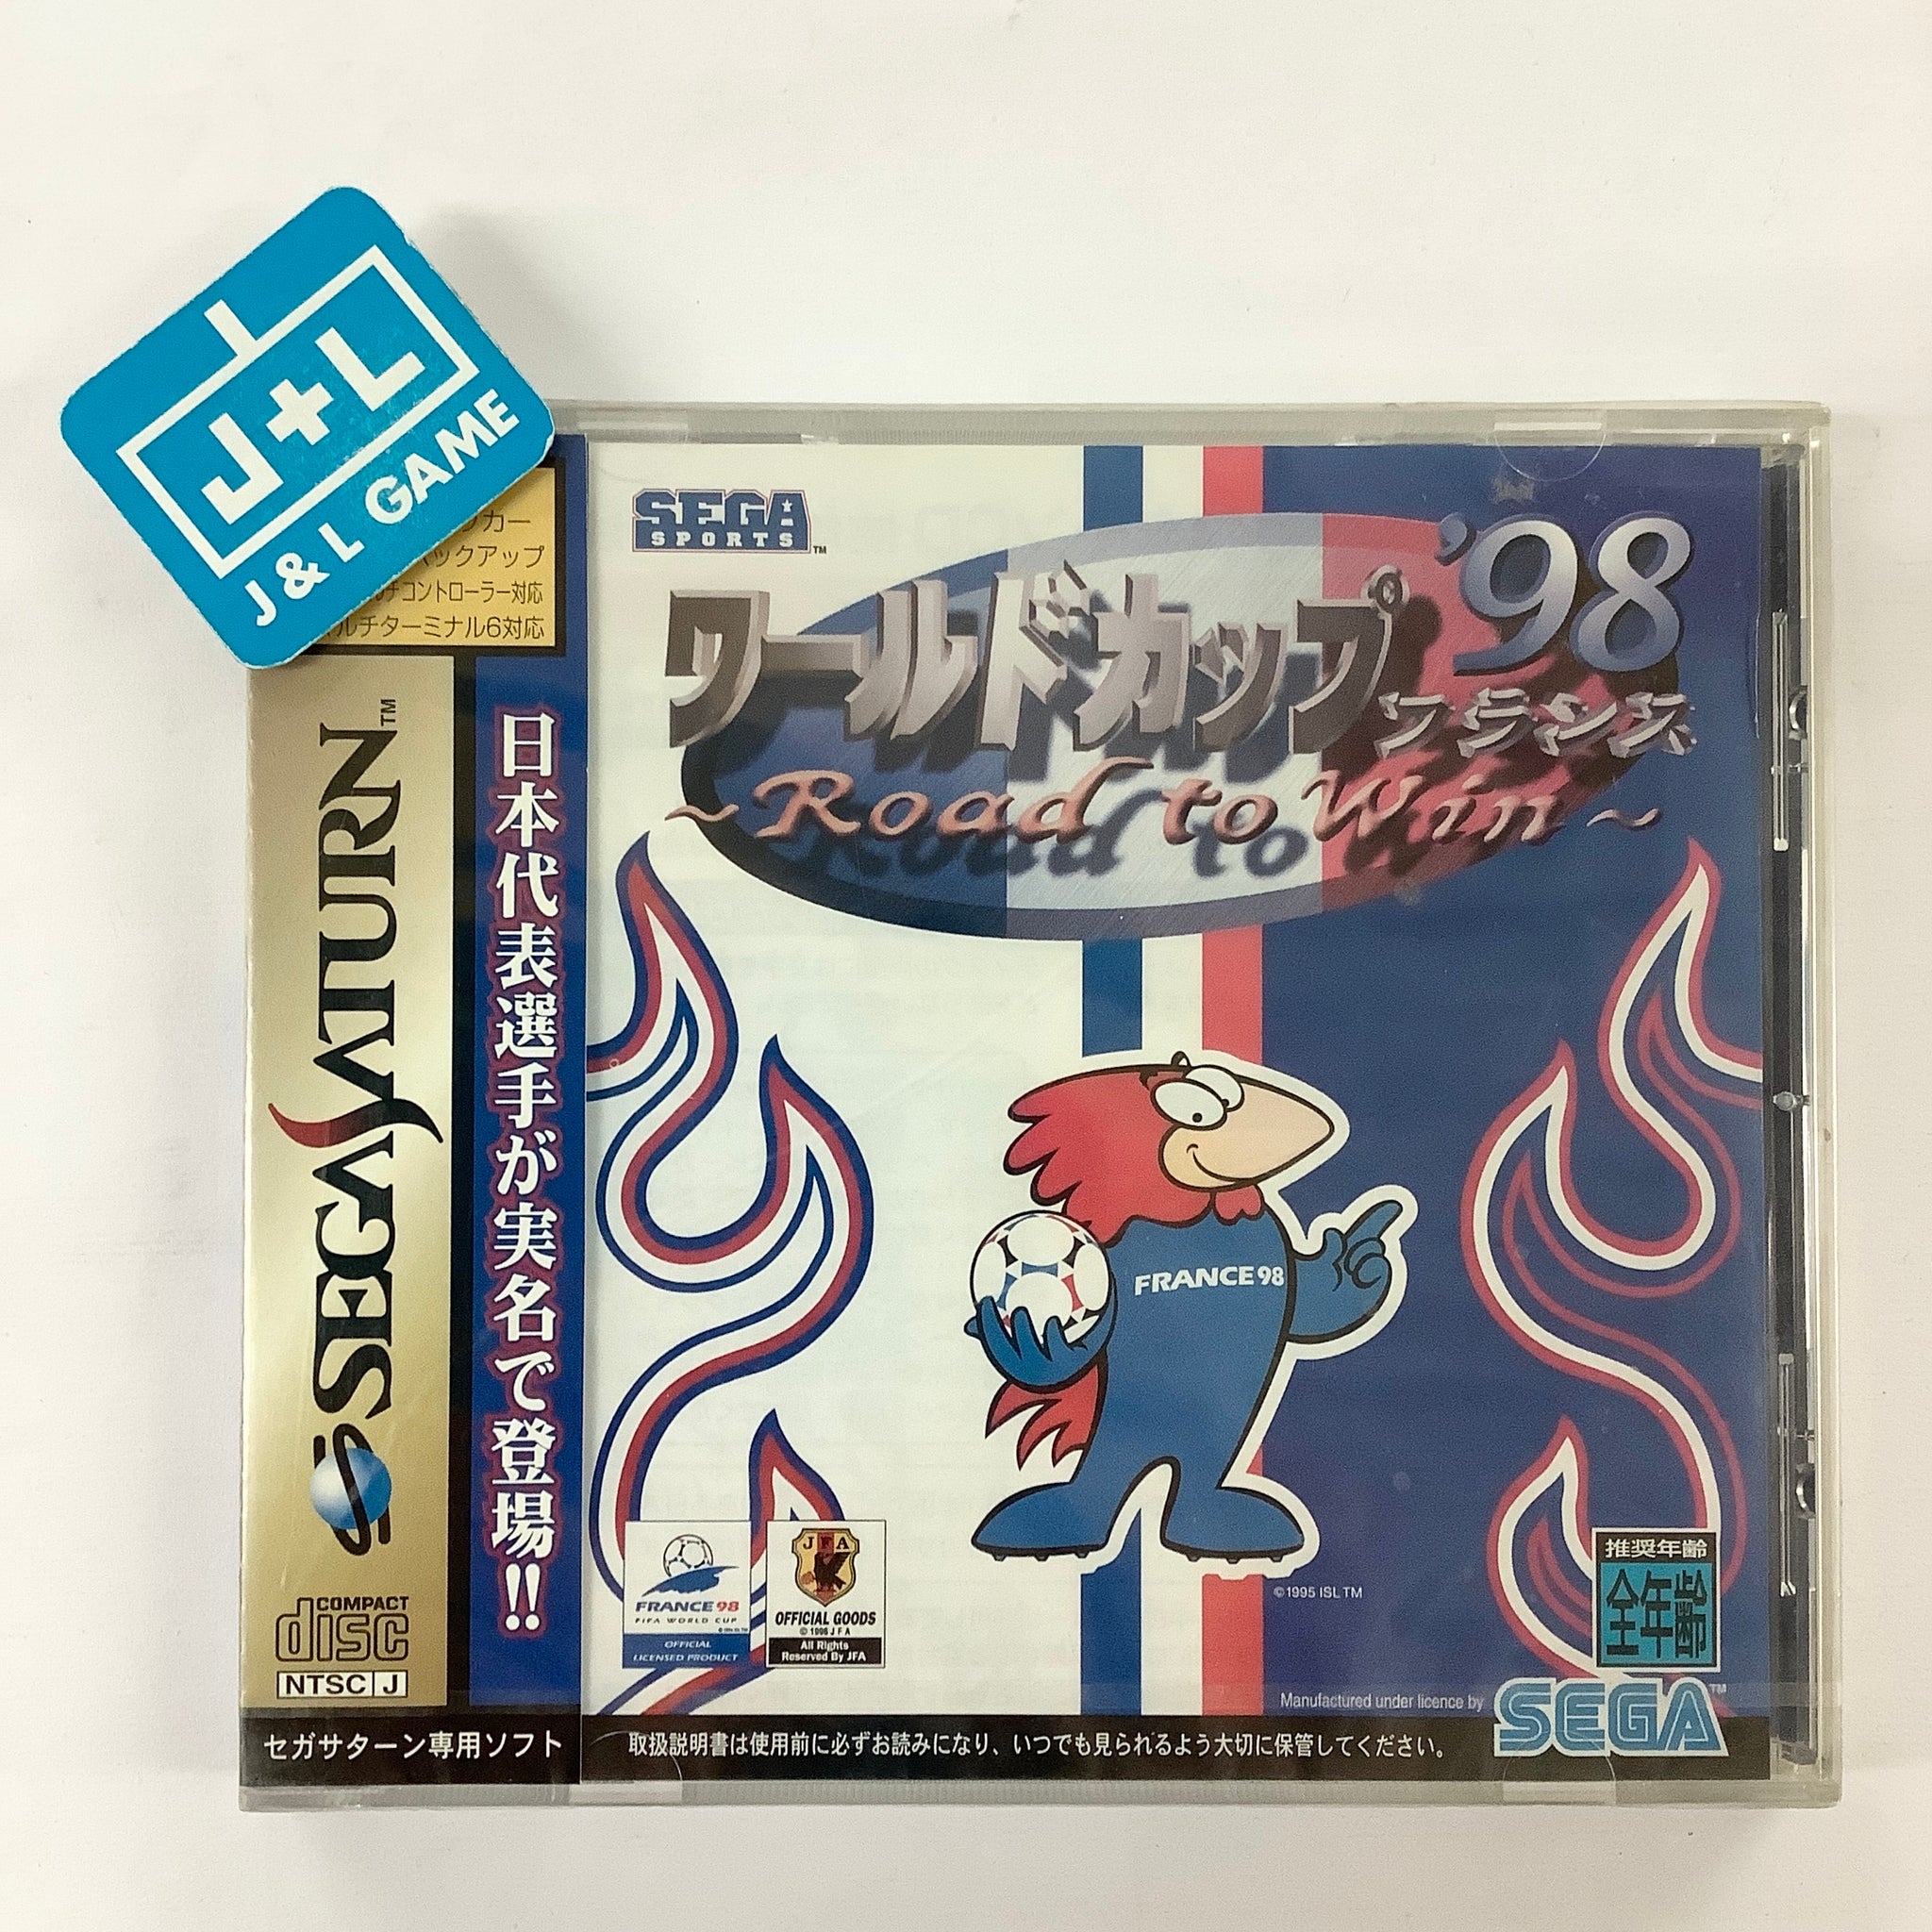 J+L
J & L GAME
ッカー
バックアップ
チコントローラー対応
ルチターミナル6対応
SEGA SATURN™
COMPACT
disc
NTSC J
セガサターン専用ソフト
日本代表選手が実名で登場!!
SEGA
SPORTS™
ワールドカップ'98
フランス
~Road to Win~
FRANCE 98
©1995 ISL TM
FRANCE 98
FIFA WORLD CUP
OFFICIAL
LICENSED PRODUCT
JFA
OFFICIAL GOODS
© 1996 J F A
All Rights
Reserved By JFA
推奨年齢
全年齢
Manufactured under licence by
SEGA™
取扱説明書は使用前に必ずお読みになり、いつでも見られるよう大切に保管してください。